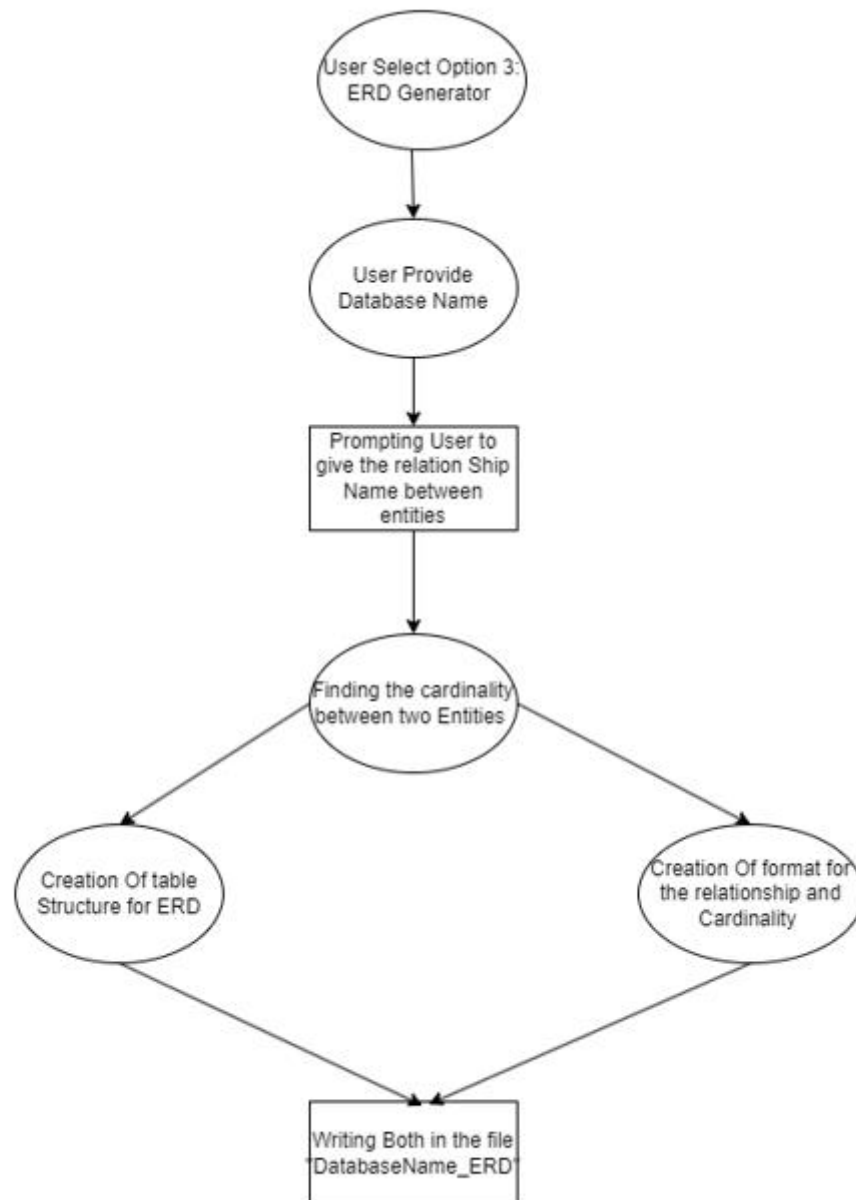 User Select Option 3:
ERD Generator
User Provide
Database Name
Prompting User to
give the relation Ship
Name between
entities
Finding the cardinality
between two Entities
Creation Of table
Structure for ERD
Creation Of format for
the relationship and
Cardinality
Writing Both in the file
"DatabaseName_ERD"